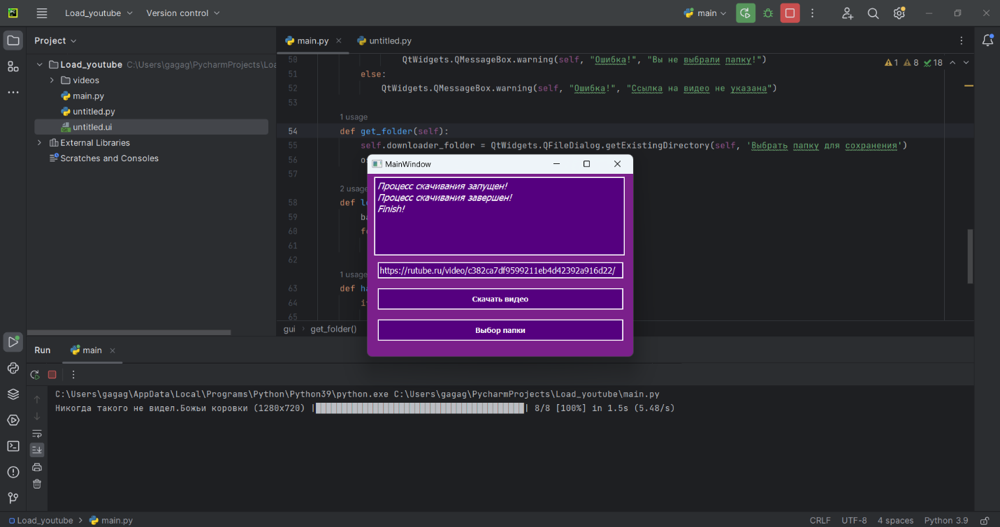 Load_youtube
Version control
main
Project
main.py
untitled.py
Load_youtube C:\Users\gagag\PycharmProjects\Loa
videos
main.py
untitled.py
untitled.ui
External Libraries
Scratches and Consoles
1 8 18
50 QtWidgets.QMessageBox.warning(self, "Ошибка!", "Вы не выбрали папку!")
51 else:
52 QtWidgets.QMessageBox.warning(self, "Ошибка!", "Ссылка на видео не указана")
53
1 usage
54 def get_folder(self):
55 self.downloader_folder = QtWidgets.QFileDialog.getExistingDirectory(self, 'Выбрать папку для сохранения')
56
57
2 usage
58 def
59
60
61
62
1 usage
63 def
64
65
gui
get_folder()
MainWindow
Процесс скачивания запущен!
Процесс скачивания завершен!
Finish!
https://rutube.ru/video/c382ca7df9599211eb4d42392a916d22/
Скачать видео
Выбор папки
Run
main
C:\Users\gagag\AppData\Local\Programs\Python\Python39\python.exe C:\Users\gagag\PycharmProjects\Load_youtube\main.py
Никогда такого не видел.Божьи коровки (1280x720) | | 8/8 [100%] in 1.5s (5.48/s)
Load_youtube
main.py
CRLF
UTF-8
4 spaces
Python 3.9